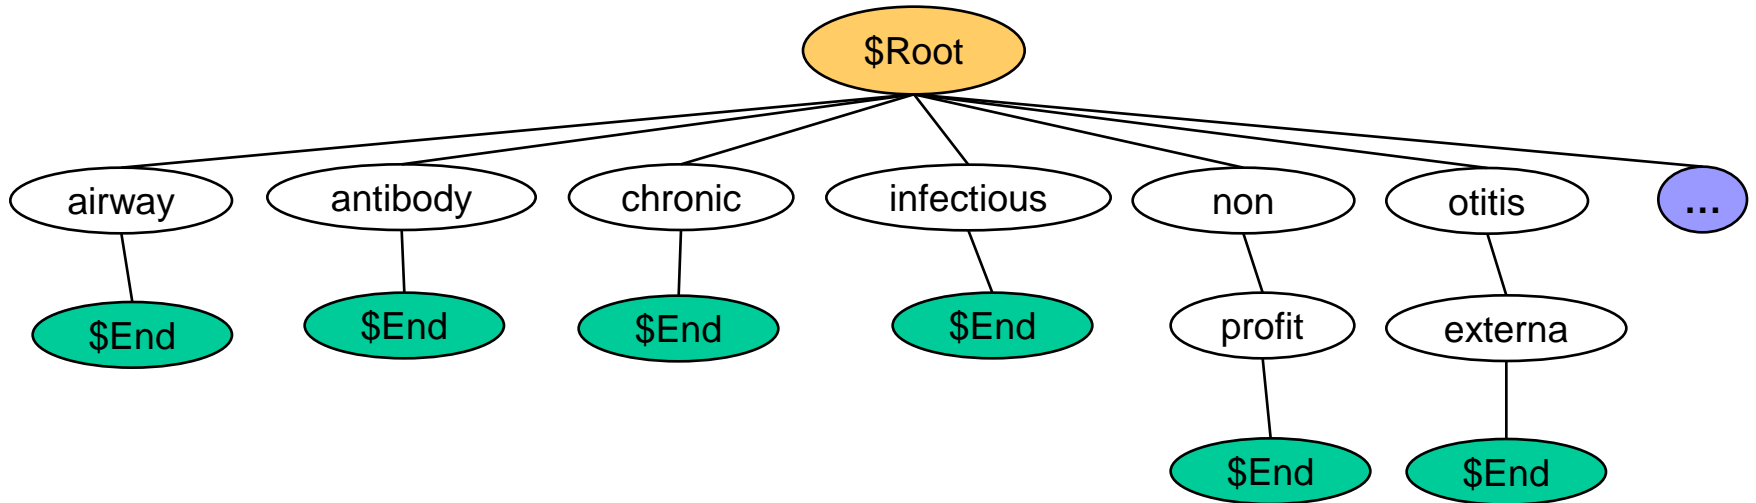 $Root
airway antibody chronic infectious non otitis ...
$End $End $End $End profit externa
$End $End